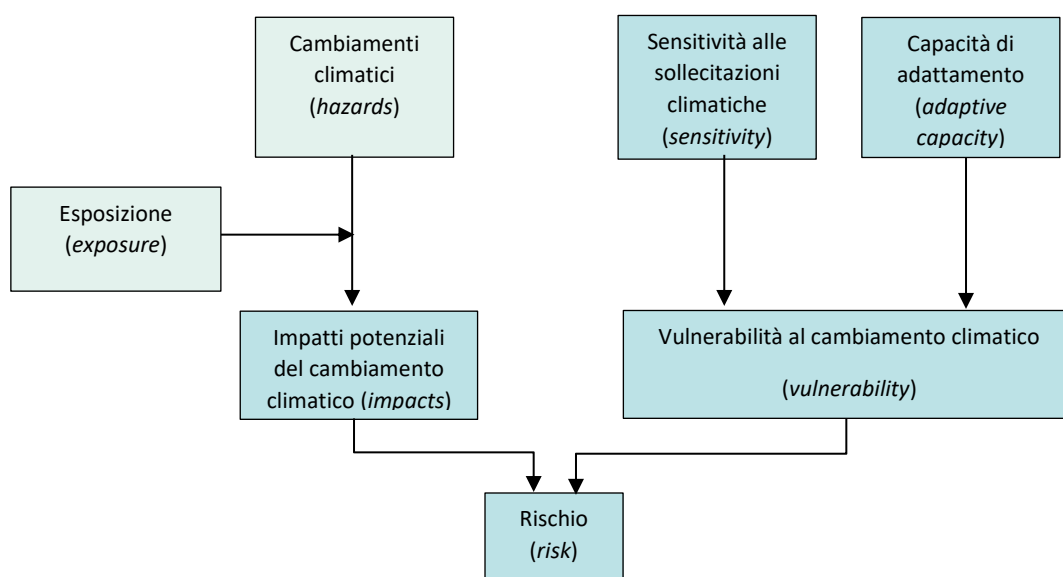 Cambiamenti
climatici
(hazards)
Sensitività alle
sollecitazioni
climatiche
(sensitivity)
Capacità di
adattamento
(adaptive
capacity)
Esposizione
(exposure)
Impatti potenziali
del cambiamento
climatico (impacts)
Vulnerabilità al cambiamento climatico
(vulnerability)
Rischio
(risk)